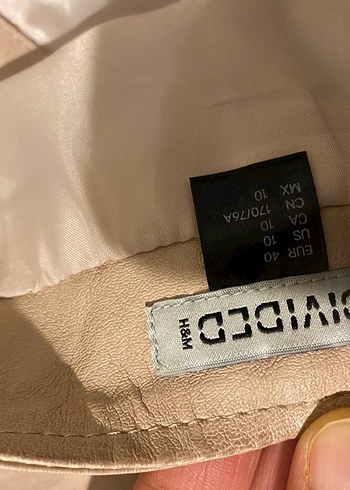 DIVIDED
H&M
EUR 40
US 10
CA 10
CN 170/76A
MX 10